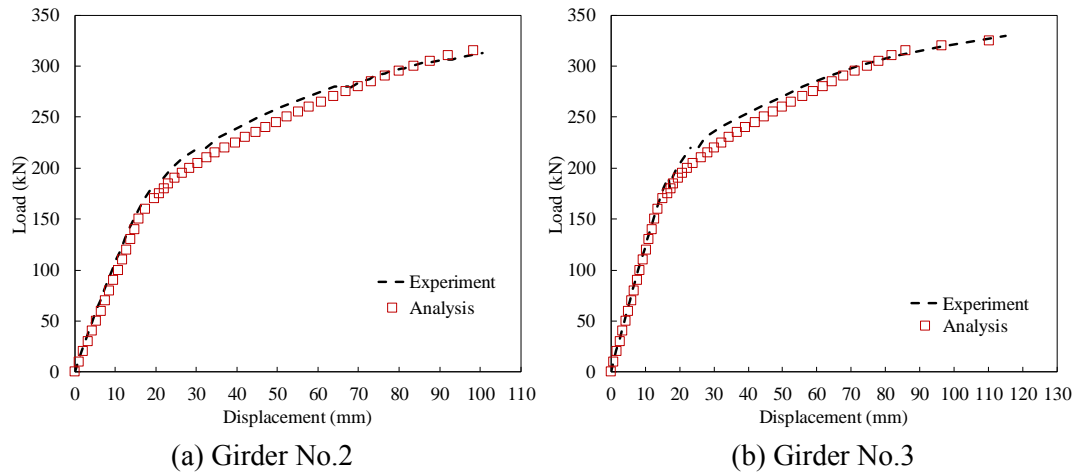 350
300
250
200
150
100
50
0
Load (kN)
Experiment
Analysis
0 10 20 30 40 50 60 70 80 90 100 110
Displacement (mm)
(a) Girder No.2
350
300
250
200
150
100
50
0
Load (kN)
Experiment
Analysis
0 10 20 30 40 50 60 70 80 90 100 110 120 130
Displacement (mm)
(b) Girder No.3